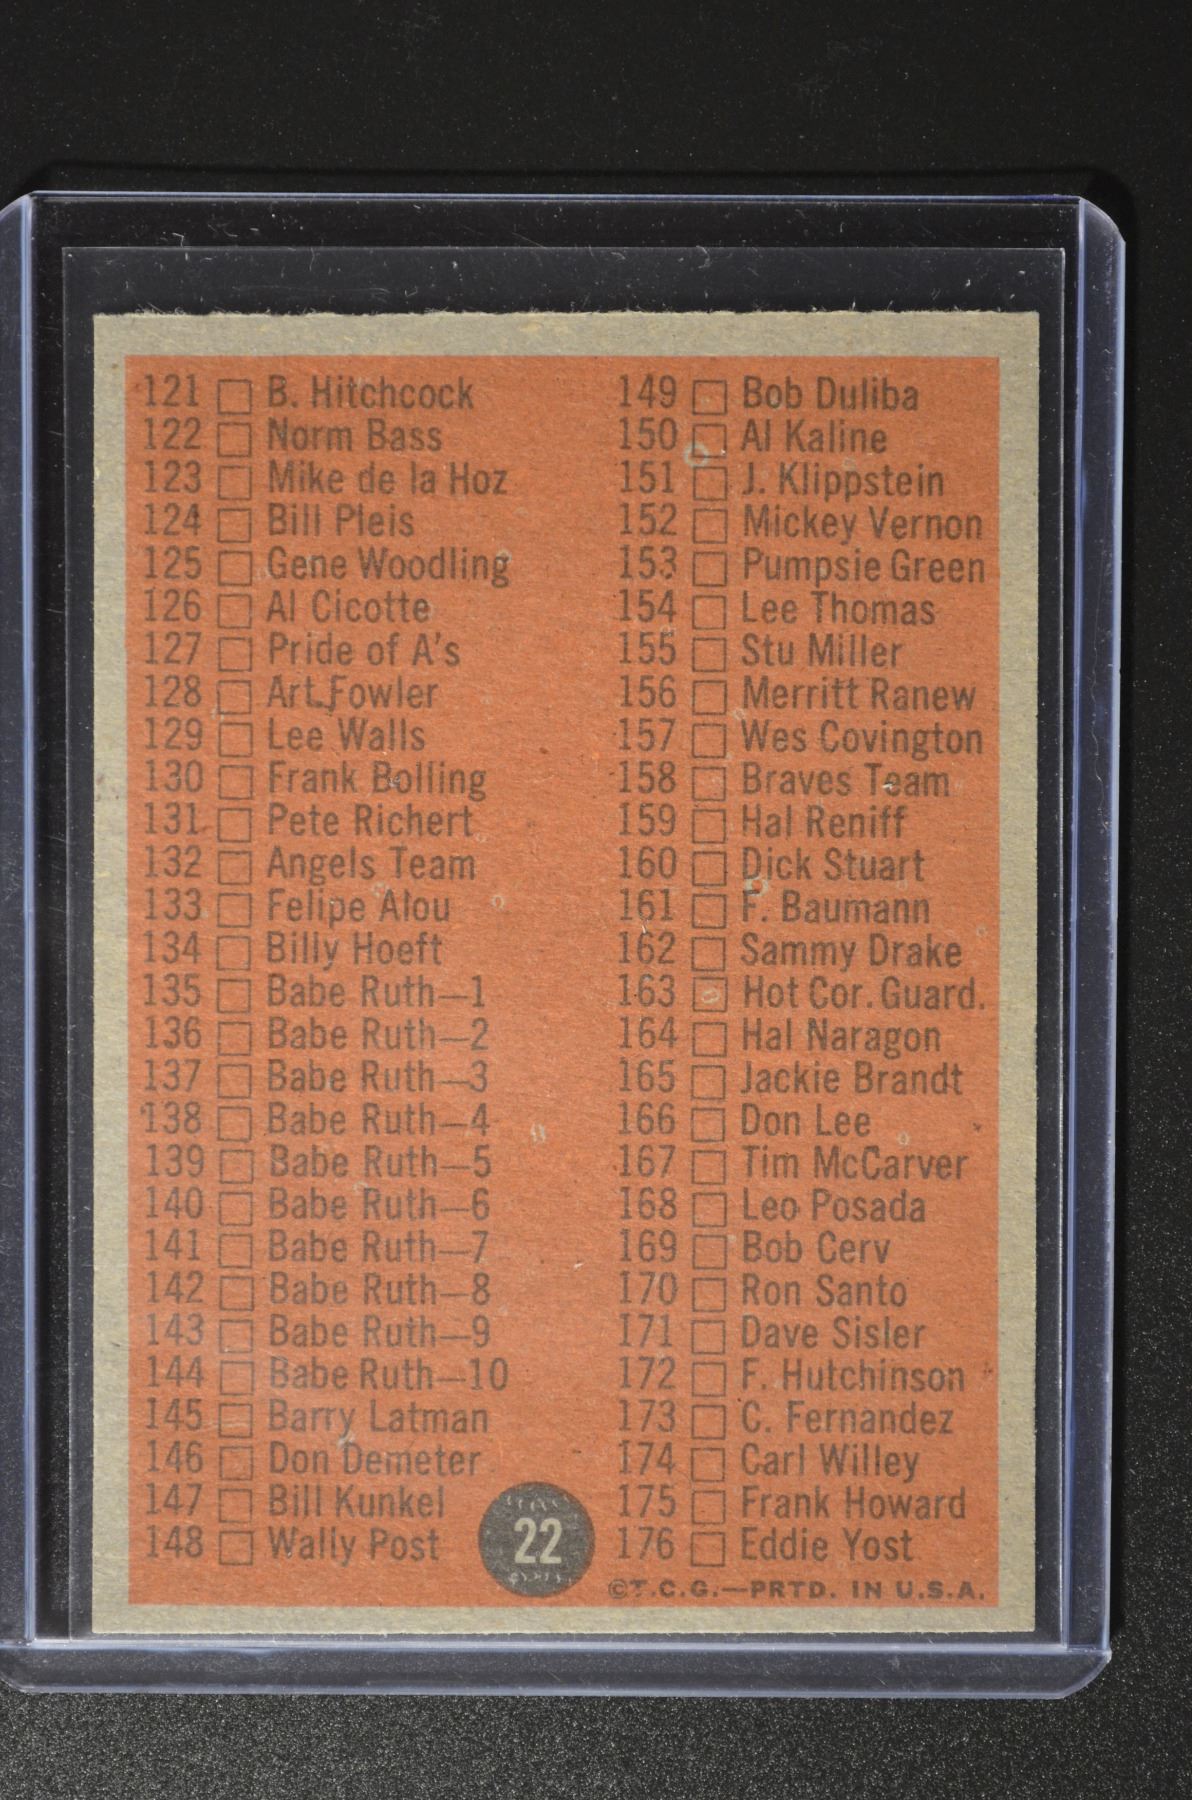 121 B. Hitchcock
122 Norm Bass
123 Mike de la Hoz
124 Bill Pleis
125 Gene Woodling
126 Al Cicotte
127 Pride of A's
128 Art Fowler
129 Lee Walls
130 Frank Bolling
131 Pete Richert
132 Angels Team
133 Felipe Alou
134 Billy Hoeft
135 Babe Ruth—1
136 Babe Ruth—2
137 Babe Ruth—3
138 Babe Ruth—4
139 Babe Ruth—5
140 Babe Ruth—6
141 Babe Ruth—7
142 Babe Ruth—8
143 Babe Ruth—9
144 Babe Ruth—10
145 Barry Latman
146 Don Demeter
147 Bill Kunkel
148 Wally Post
22
149 Bob Duliba
150 Al Kaline
151 J. Klippstein
152 Mickey Vernon
153 Pumpsie Green
154 Lee Thomas
155 Stu Miller
156 Merritt Ranew
157 Wes Covington
158 Braves Team
159 Hal Reniff
160 Dick Stuart
161 F. Baumann
162 Sammy Drake
163 Hot Cor. Guard.
164 Hal Naragon
165 Jackie Brandt
166 Don Lee
167 Tim McCarver
168 Leo Posada
169 Bob Cerv
170 Ron Santo
171 Dave Sisler
172 F. Hutchinson
173 C. Fernandez
174 Carl Willey
175 Frank Howard
176 Eddie Yost
©T.C.G.—PRTD. IN U.S.A.